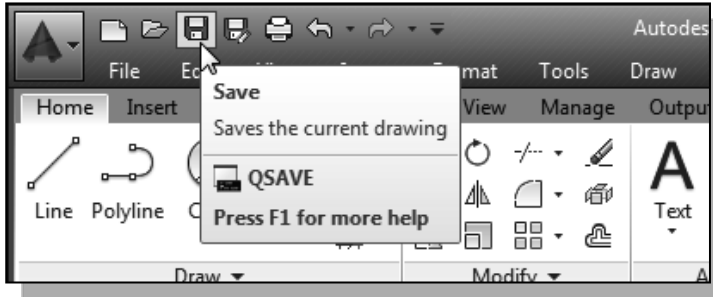 Autodes
File
mat Tools Draw
Home Insert
View Manage Outpu
Save
Saves the current drawing
QSAVE
Press F1 for more help
Line Polyline C
Text
Draw
Modify
A